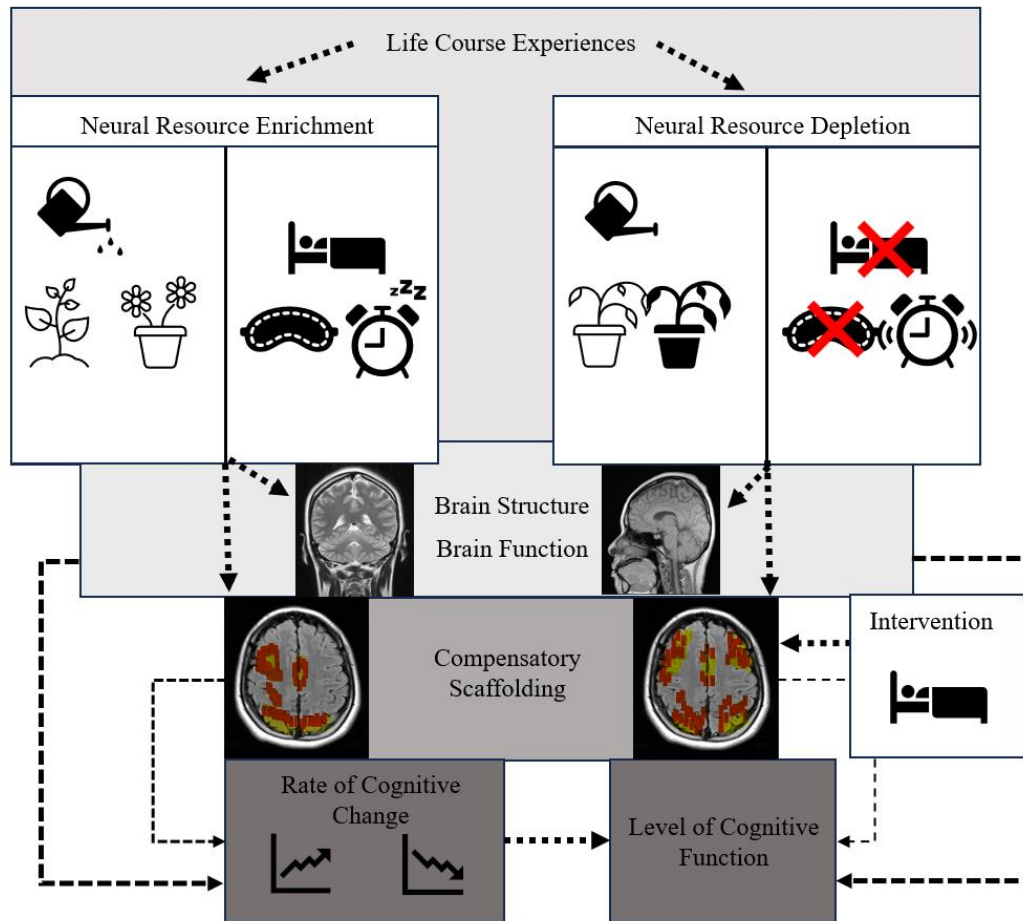 Life Course Experiences
Neural Resource Enrichment
Neural Resource Depletion
zzZZ
Brain Structure
Brain Function
Compensatory
Scaffolding
Intervention
Rate of Cognitive
Change
Level of Cognitive
Function